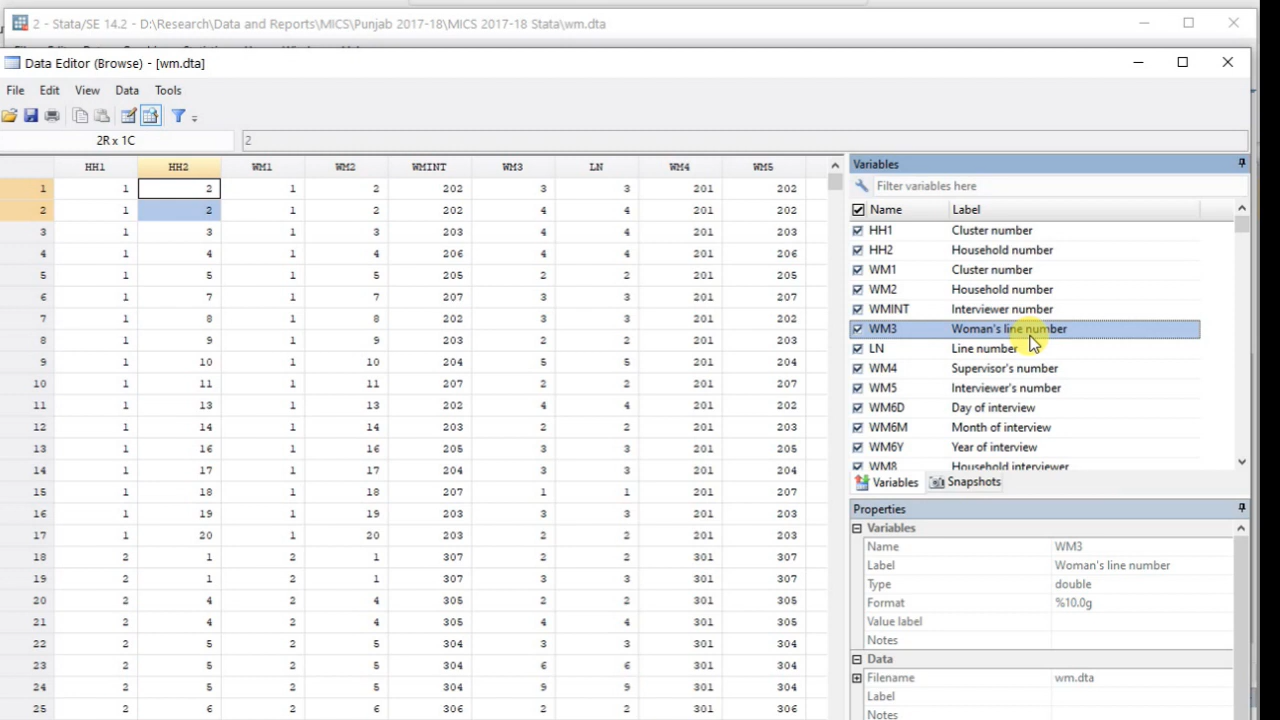 2 - Stata/SE 14.2 - D:\Research\Data and Reports\MICS\Punjab 2017-18\MICS 2017-18 Stata\wm.dta
Data Editor (Browse) - [wm.dta]
File Edit View Data Tools
2R x 1C 2
HH1 HH2 WM1 WM2 WMINT WM3 LN WM4 WM5
1 1 2 1 2 202 3 3 201 202
2 1 2 1 2 202 4 4 201 202
3 1 3 1 3 203 4 4 201 203
4 1 4 1 4 206 4 4 201 206
5 1 5 1 5 205 2 2 201 205
6 1 7 1 7 207 3 3 201 207
7 1 8 1 8 202 3 3 201 202
8 1 9 1 9 203 2 2 201 203
9 1 10 1 10 204 5 5 201 204
10 1 11 1 11 207 2 2 201 207
11 1 13 1 13 202 4 4 201 202
12 1 14 1 14 203 2 2 201 203
13 1 16 1 16 205 3 3 201 205
14 1 17 1 17 204 3 3 201 204
15 1 18 1 18 207 1 1 201 207
16 1 19 1 19 203 3 3 201 203
17 1 20 1 20 203 2 2 201 203
18 2 1 2 1 307 2 2 301 307
19 2 1 2 1 307 3 3 301 307
20 2 4 2 4 305 2 2 301 305
21 2 4 2 4 305 4 4 301 305
22 2 5 2 5 304 3 3 301 304
23 2 5 2 5 304 6 6 301 304
24 2 5 2 5 304 9 9 301 304
25 2 6 2 6 306 2 2 301 306
Variables
Filter variables here
Name Label
HH1 Cluster number
HH2 Household number
WM1 Cluster number
WM2 Household number
WMINT Interviewer number
WM3 Woman's line number
LN Line number
WM4 Supervisor's number
WM5 Interviewer's number
WM6D Day of interview
WM6M Month of interview
WM6Y Year of interview
WM8 Household interviewer
Variables Snapshots
Properties
Variables
Name WM3
Label Woman's line number
Type double
Format %10.0g
Value label
Notes
Data
Filename wm.dta
Label
Notes